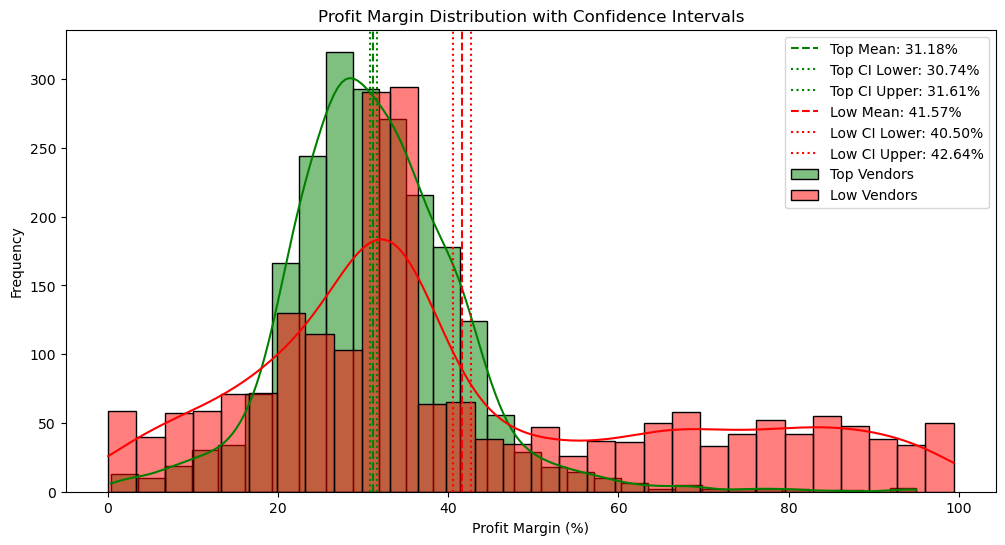 Profit Margin Distribution with Confidence Intervals
Top Mean: 31.18%
Top CI Lower: 30.74%
Top CI Upper: 31.61%
Low Mean: 41.57%
Low CI Lower: 40.50%
Low CI Upper: 42.64%
Top Vendors
Low Vendors
Frequency
300
250
200
150
100
50
0
0 20 40 60 80 100
Profit Margin (%)